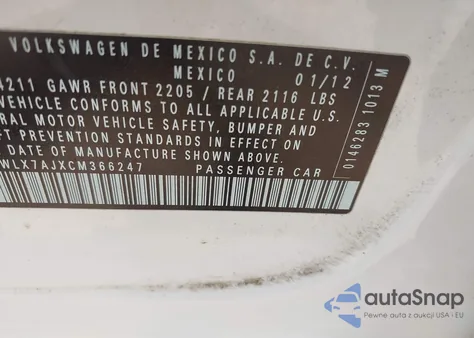 VOLKSWAGEN DE MEXICO S.A. DE C.V.
MEXICO 01/12
4211 GAWR FRONT 2205 / REAR 2116 LBS
VEHICLE CONFORMS TO ALL APPLICABLE U.S.
RAL MOTOR VEHICLE SAFETY, BUMPER AND
T PREVENTION STANDARDS IN EFFECT ON
DATE OF MANUFACTURE SHOWN ABOVE.
WLX7AJXCM366247 PASSENGER CAR
0146283 1013 M
autoSnap
Pewne auta z aukcji USA - EU